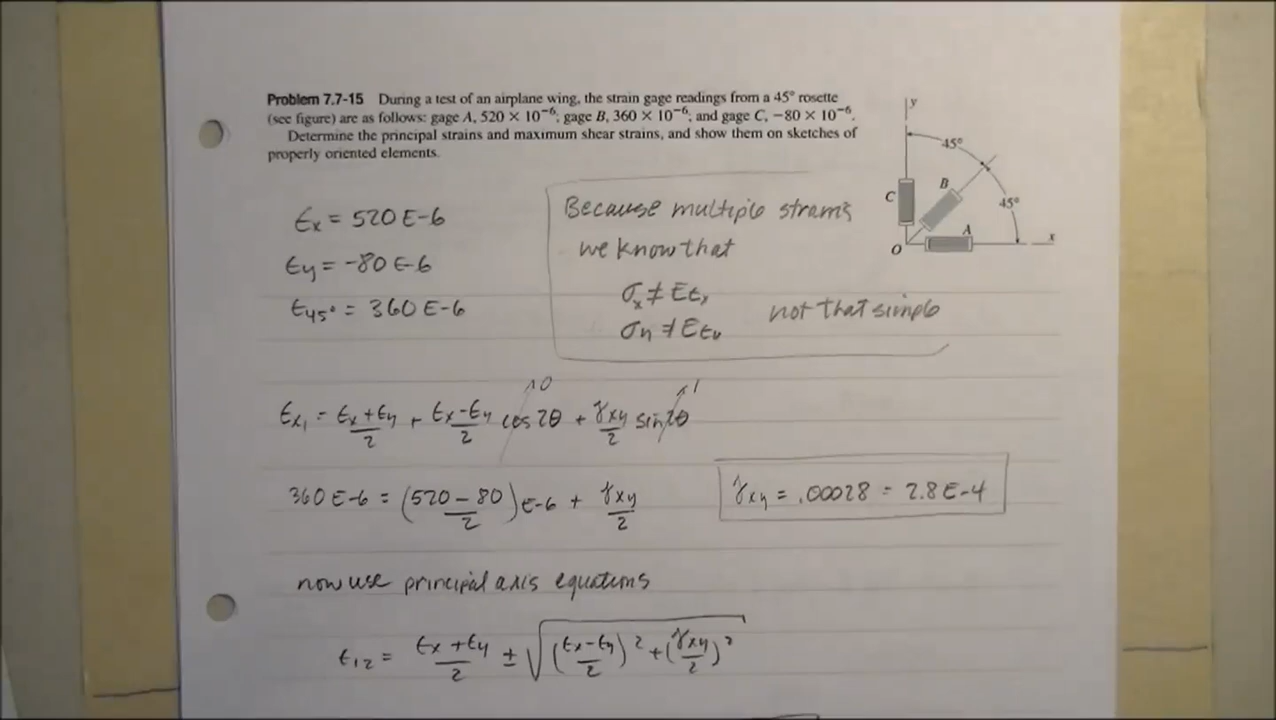 Problem 7.7-15 During a test of an airplane wing, the strain gage readings from a 45° rosette
(see figure) are as follows: gage A, 520 × 10⁻⁶; gage B, 360 × 10⁻⁶; and gage C, −80 × 10⁻⁶.
Determine the principal strains and maximum shear strains, and show them on sketches of
properly oriented elements.
y
45°
B
C
45°
A
O
x
εx = 520 E-6
εy = -80 E-6
ε45° = 360 E-6
Because multiple strains
we know that
σx ≠ Eεx
not that simple
σy ≠ Eεy
0
1
εx₁ = (εx + εy)/2 + (εx - εy)/2 cos 2θ + γxy/2 sin 2θ
360 E-6 = ((520 - 80)/2) E-6 + γxy/2
γxy = .00028 = 2.8 E-4
now use principal axis equations
ε12 = (εx + εy)/2 ± √(((εx - εy)/2)² + (γxy/2)²)